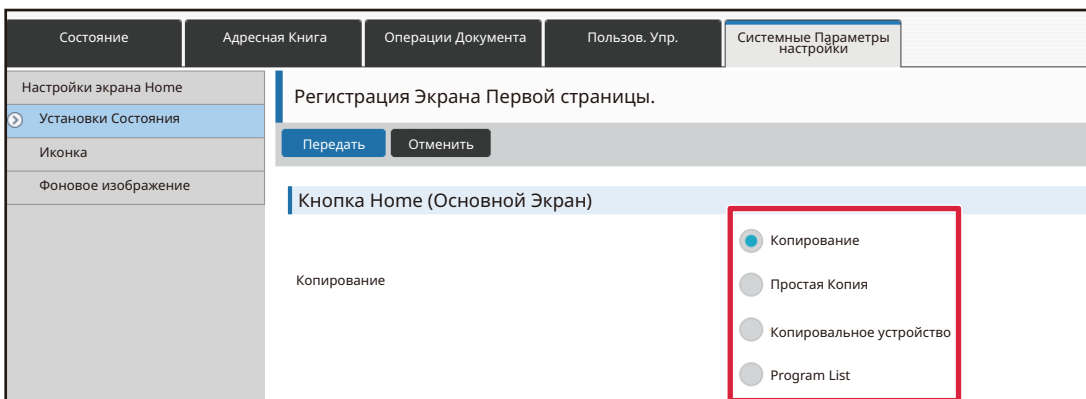 Состояние
Адресная Книга
Операции Документа
Пользов. Упр.
Системные Параметры
настройки
Настройки экрана Home
Установки Состояния
Иконка
Фоновое изображение
Регистрация Экрана Первой страницы.
Передать
Отменить
Кнопка Home (Основной Экран)
Копирование
Копирование
Простая Копия
Копировальное устройство
Program List